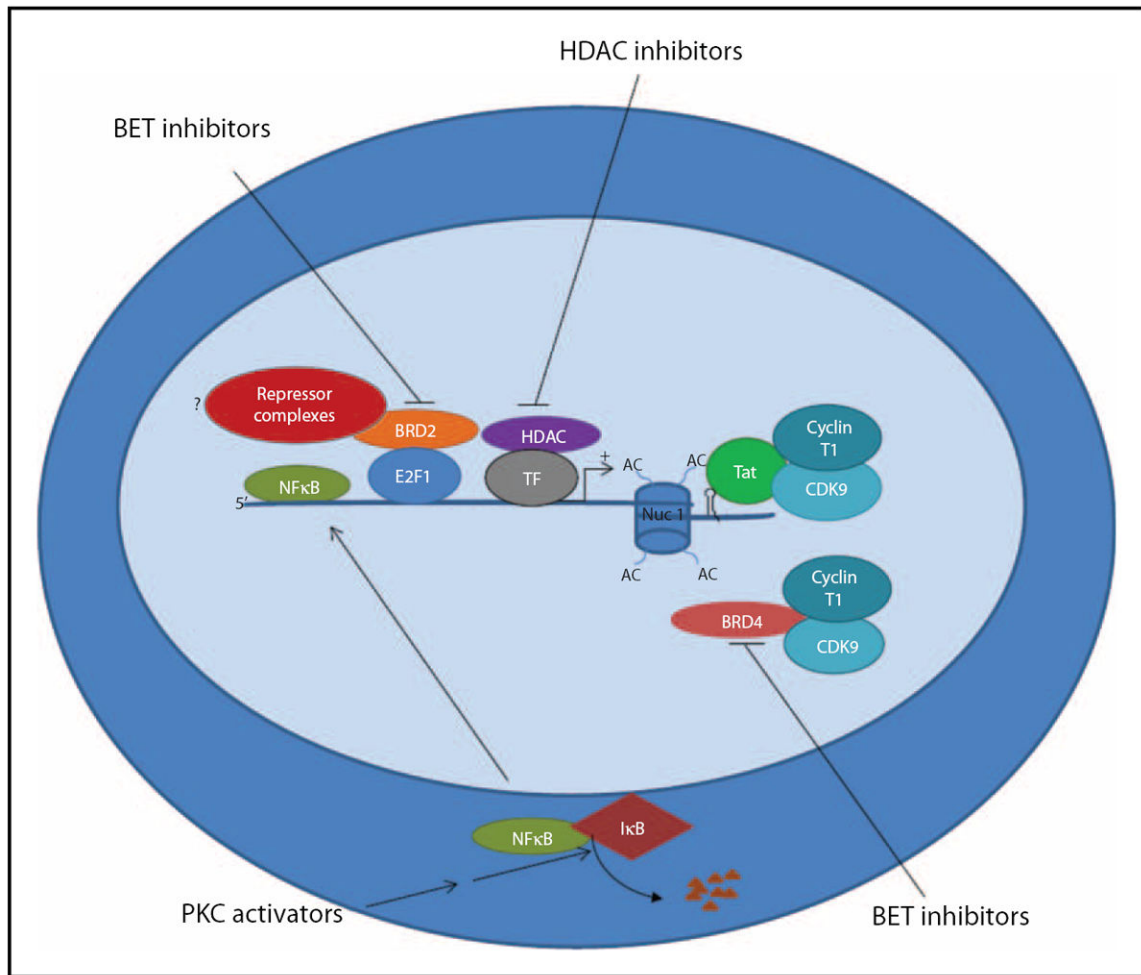 HDAC inhibitors
BET inhibitors
Repressor
complexes
?
BRD2
HDAC
Cyclin
T1
Tat
CDK9
NFκB
E2F1
TF
+
AC
AC
5′
Nuc 1
AC
AC
Cyclin
T1
BRD4
CDK9
NFκB
IκB
PKC activators
BET inhibitors